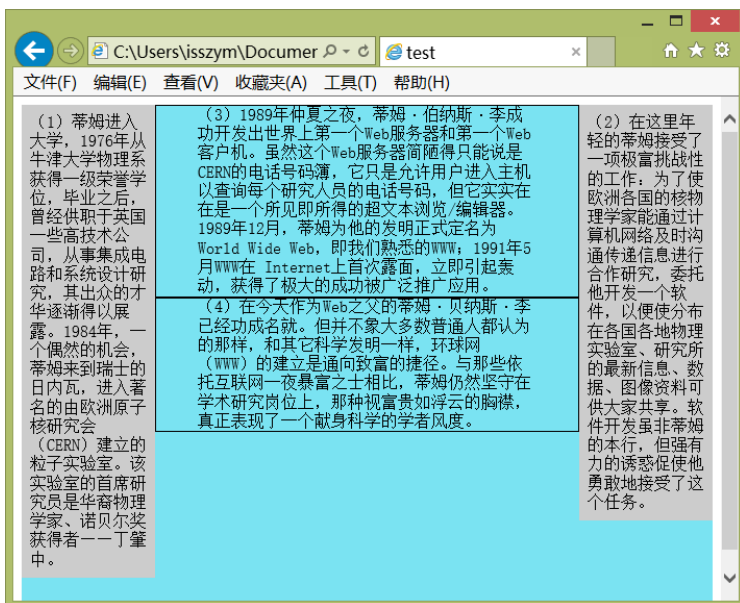 C:\Users\isszym\Documer
test
文件(F) 编辑(E) 查看(V) 收藏夹(A) 工具(T) 帮助(H)
(1) 蒂姆进入
大学，1976年从
牛津大学物理系
获得一级荣誉学
位，毕业之后，
曾经供职于英国
一些高技术公
司，从事集成电
路和系统设计研
究，其出众的才
华逐渐得以展
露。1984年，一
个偶然的机会，
蒂姆来到瑞士的
日内瓦，进入著
名的由欧洲原子
核研究会
（CERN）建立的
粒子实验室。该
实验室的首席研
究员是华裔物理
学家、诺贝尔奖
获得者——丁肇
中。
(3) 1989年仲夏之夜，蒂姆·伯纳斯·李成
功开发出世界上第一个Web服务器和第一个Web
客户机。虽然这个Web服务器简陋得只能说是
CERN的电话号码簿，它只是允许用户进入主机
以查询每个研究人员的电话号码，但它实实在
在是一个所见即所得的超文本浏览/编辑器。
1989年12月，蒂姆为他的发明正式定名为
World Wide Web，即我们熟悉的WWW；1991年5
月WWW在 Internet上首次露面，立即引起轰
动，获得了极大的成功被广泛推广应用。
(4) 在今天作为Web之父的蒂姆·贝纳斯·李
已经功成名就。但并不象大多数普通人都认为
的那样，和其它科学发明一样，环球网
（WWW）的建立是通向致富的捷径。与那些依
托互联网一夜暴富之士相比，蒂姆仍然坚守在
学术研究岗位上，那种视富贵如浮云的胸襟，
真正表现了一个献身科学的学者风度。
(2) 在这里年
轻的蒂姆接受了
一项极富挑战性
的工作：为了使
欧洲各国的核物
理学家能通过计
算机网络及时沟
通传递信息进行
合作研究，委托
他开发一个软
件，以便使分布
在各国各地物理
实验室、研究所
的最新信息、数
据、图像资料可
供大家共享。软
件开发虽非蒂姆
的本行，但强有
力的诱惑促使他
勇敢地接受了这
个任务。